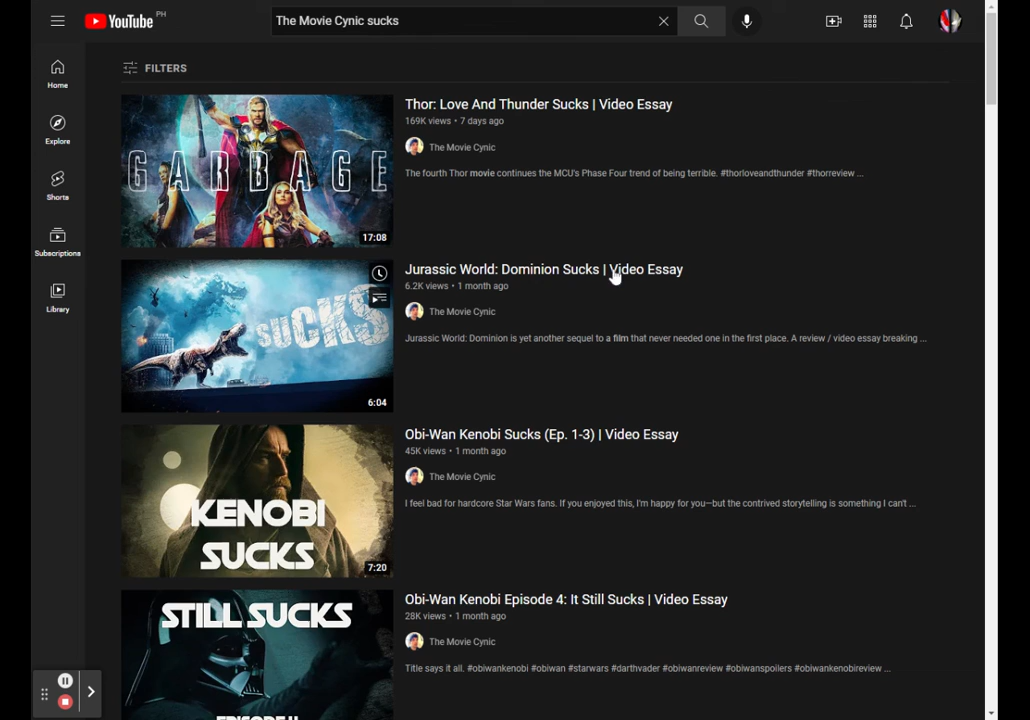 YouTube PH
The Movie Cynic sucks
Home
Explore
Shorts
Subscriptions
Library
FILTERS
GARBAGE
17:08
Thor: Love And Thunder Sucks | Video Essay
169K views • 7 days ago
The Movie Cynic
The fourth Thor movie continues the MCU's Phase Four trend of being terrible. #thorloveandthunder #thorreview ...
SUCKS
6:04
Jurassic World: Dominion Sucks | Video Essay
6.2K views • 1 month ago
The Movie Cynic
Jurassic World: Dominion is yet another sequel to a film that never needed one in the first place. A review / video essay breaking ...
KENOBI
SUCKS
7:20
Obi-Wan Kenobi Sucks (Ep. 1-3) | Video Essay
45K views • 1 month ago
The Movie Cynic
I feel bad for hardcore Star Wars fans. If you enjoyed this, I'm happy for you—but the contrived storytelling is something I can't ...
STILL SUCKS
Obi-Wan Kenobi Episode 4: It Still Sucks | Video Essay
28K views • 1 month ago
The Movie Cynic
Title says it all. #obiwankenobi #obiwan #starwars #darthvader #obiwanreview #obiwanspoilers #obiwankenobireview ...